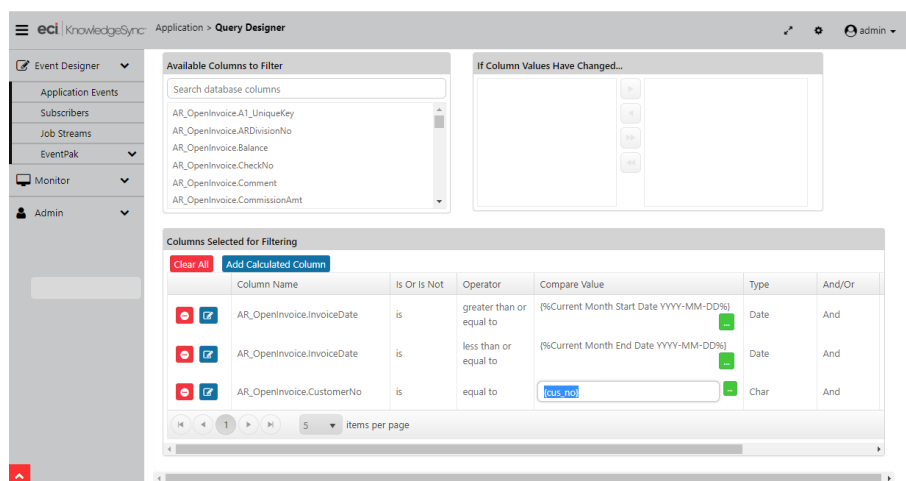 eci KnowledgeSync Application > Query Designer admin
Event Designer
Application Events
Subscribers
Job Streams
EventPak
Monitor
Admin
Available Columns to Filter
Search database columns
AR_OpenInvoice.A1_UniqueKey
AR_OpenInvoice.ARDivisionNo
AR_OpenInvoice.Balance
AR_OpenInvoice.CheckNo
AR_OpenInvoice.Comment
AR_OpenInvoice.CommissionAmt
If Column Values Have Changed...
Columns Selected for Filtering
Clear All Add Calculated Column
Column Name Is Or Is Not Operator Compare Value Type And/Or
AR_OpenInvoice.InvoiceDate is greater than or equal to {%Current Month Start Date YYYY-MM-DD%} ... Date And
AR_OpenInvoice.InvoiceDate is less than or equal to {%Current Month End Date YYYY-MM-DD%} ... Date And
AR_OpenInvoice.CustomerNo is equal to {cus_no} ... Char And
1 5 items per page